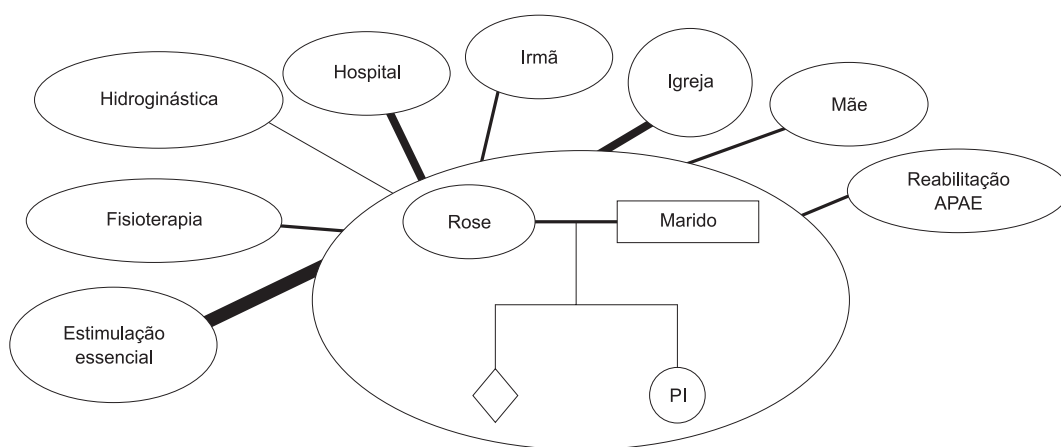 Hidroginástica
Hospital
Irmã
Igreja
Mãe
Reabilitação
APAE
Fisioterapia
Rose
Marido
Estimulação
essencial
PI